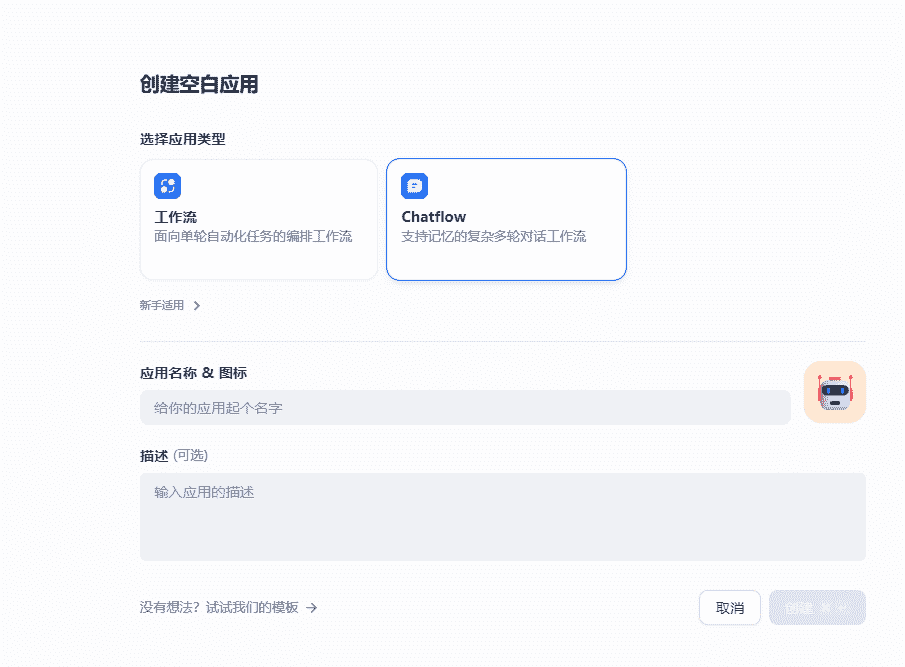 创建空白应用
选择应用类型
工作流
面向单轮自动化任务的编排工作流
Chatflow
支持记忆的复杂多轮对话工作流
新手适用
应用名称 & 图标
给你的应用起个名字
描述 (可选)
输入应用的描述
没有想法？试试我们的模板 →
取消
创建